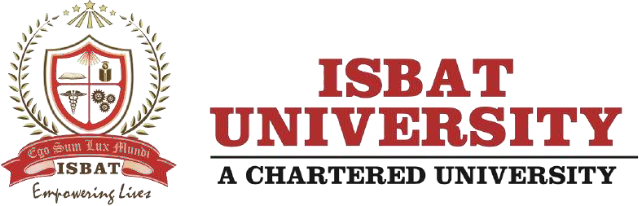 Ego Sum Lux Mundi
ISBAT
Empowering Lives
ISBAT
UNIVERSITY
A CHARTERED UNIVERSITY